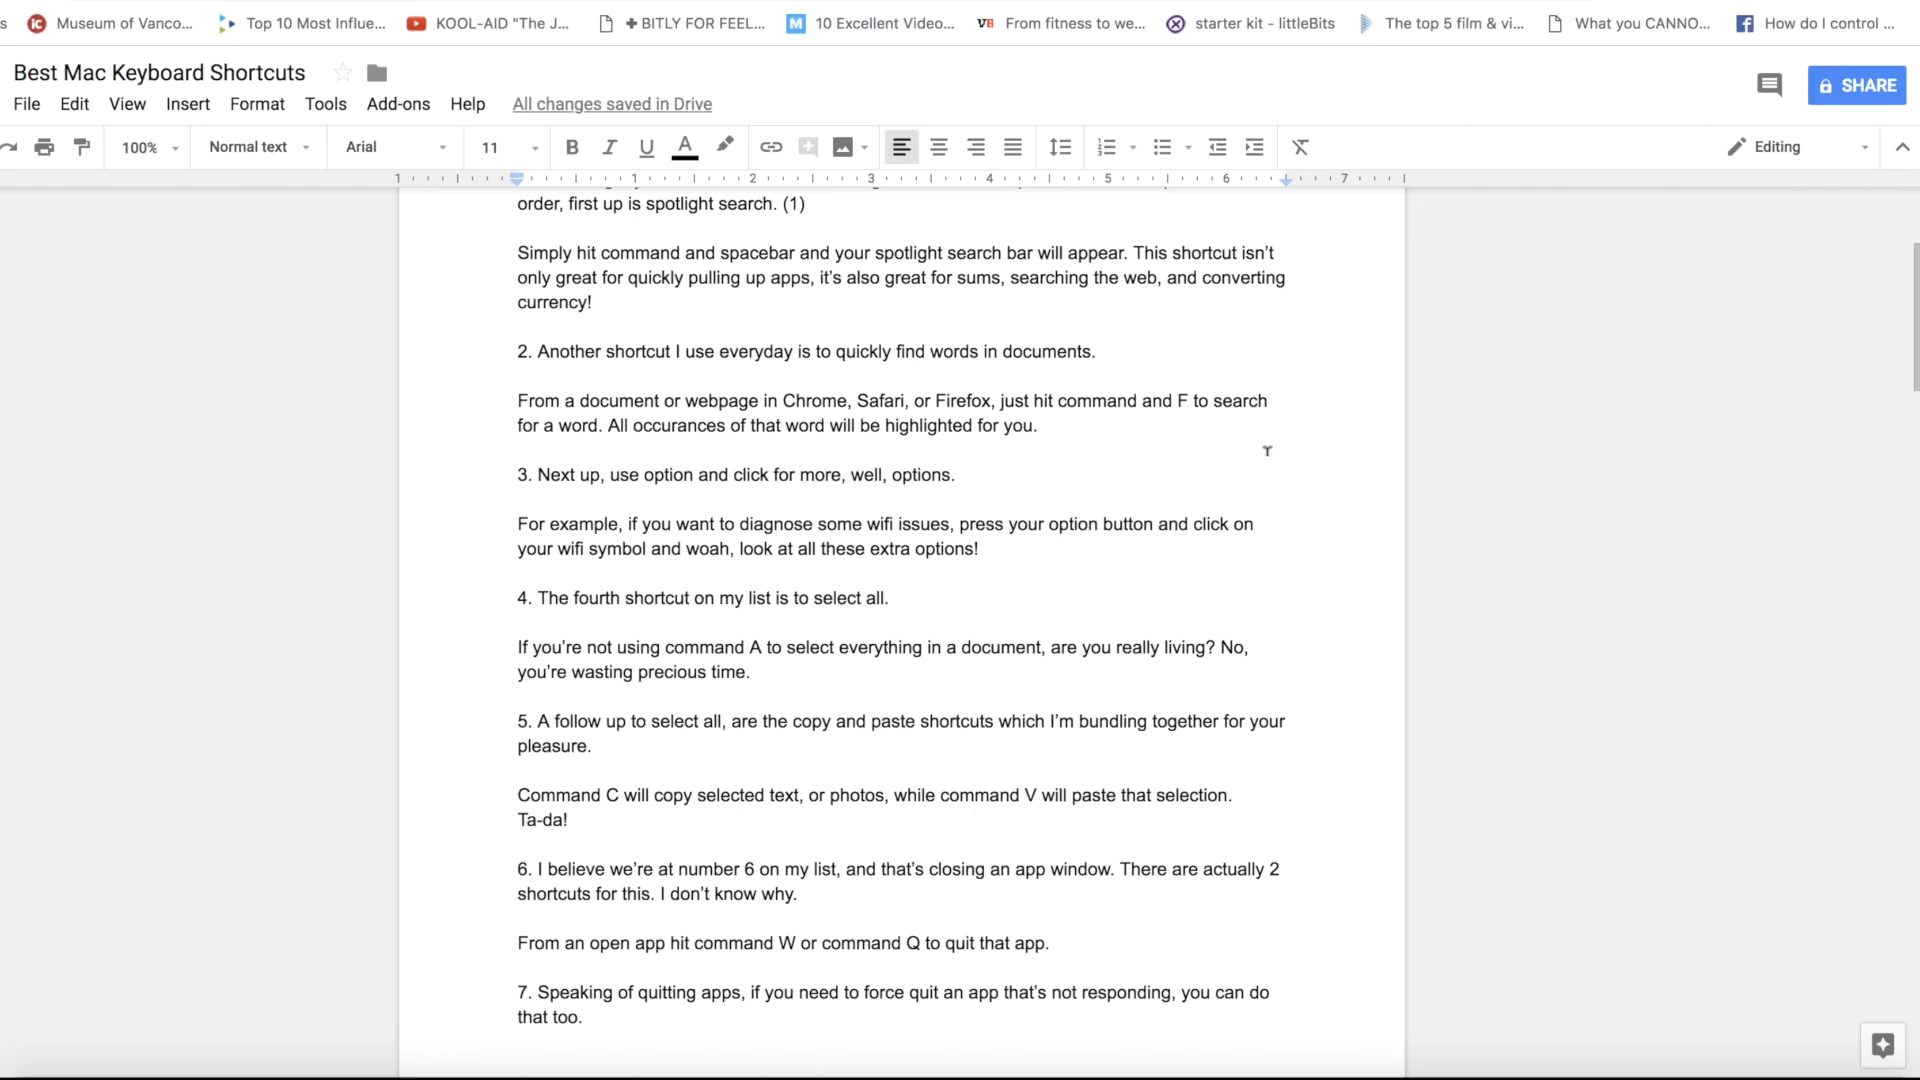 s Museum of Vanco... Top 10 Most Influe... KOOL-AID "The J... ✚ BITLY FOR FEEL... M 10 Excellent Video... VB From fitness to we... starter kit - littleBits The top 5 film & vi... What you CANNO... How do I control ...
Best Mac Keyboard Shortcuts
SHARE
File Edit View Insert Format Tools Add-ons Help All changes saved in Drive
100% Normal text Arial 11 B I U A Editing
1 1 2 3 4 5 6 7
order, first up is spotlight search. (1)
Simply hit command and spacebar and your spotlight search bar will appear. This shortcut isn’t
only great for quickly pulling up apps, it’s also great for sums, searching the web, and converting
currency!
2. Another shortcut I use everyday is to quickly find words in documents.
From a document or webpage in Chrome, Safari, or Firefox, just hit command and F to search
for a word. All occurances of that word will be highlighted for you.
3. Next up, use option and click for more, well, options.
For example, if you want to diagnose some wifi issues, press your option button and click on
your wifi symbol and woah, look at all these extra options!
4. The fourth shortcut on my list is to select all.
If you’re not using command A to select everything in a document, are you really living? No,
you’re wasting precious time.
5. A follow up to select all, are the copy and paste shortcuts which I’m bundling together for your
pleasure.
Command C will copy selected text, or photos, while command V will paste that selection.
Ta-da!
6. I believe we’re at number 6 on my list, and that’s closing an app window. There are actually 2
shortcuts for this. I don’t know why.
From an open app hit command W or command Q to quit that app.
7. Speaking of quitting apps, if you need to force quit an app that’s not responding, you can do
that too.